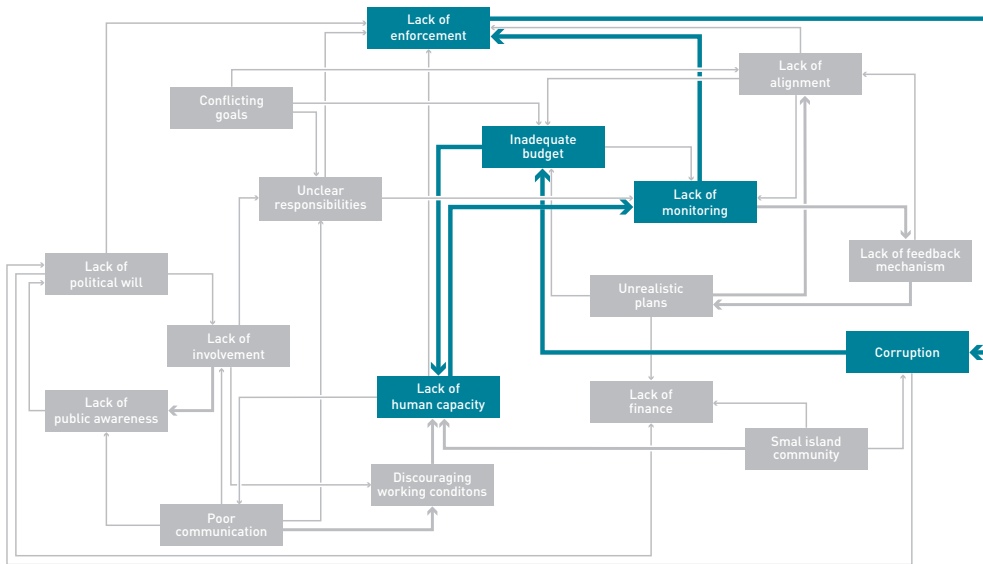 Lack of
enforcement
Lack of
alignment
Conflicting
goals
Inadequate
budget
Unclear
responsibilities
Lack of
monitoring
Lack of feedback
mechanism
Lack of
political will
Unrealistic
plans
Lack of
involvement
Corruption
Lack of
human capacity
Lack of
public awareness
Lack of
finance
Smal island
community
Discouraging
working conditons
Poor
communication